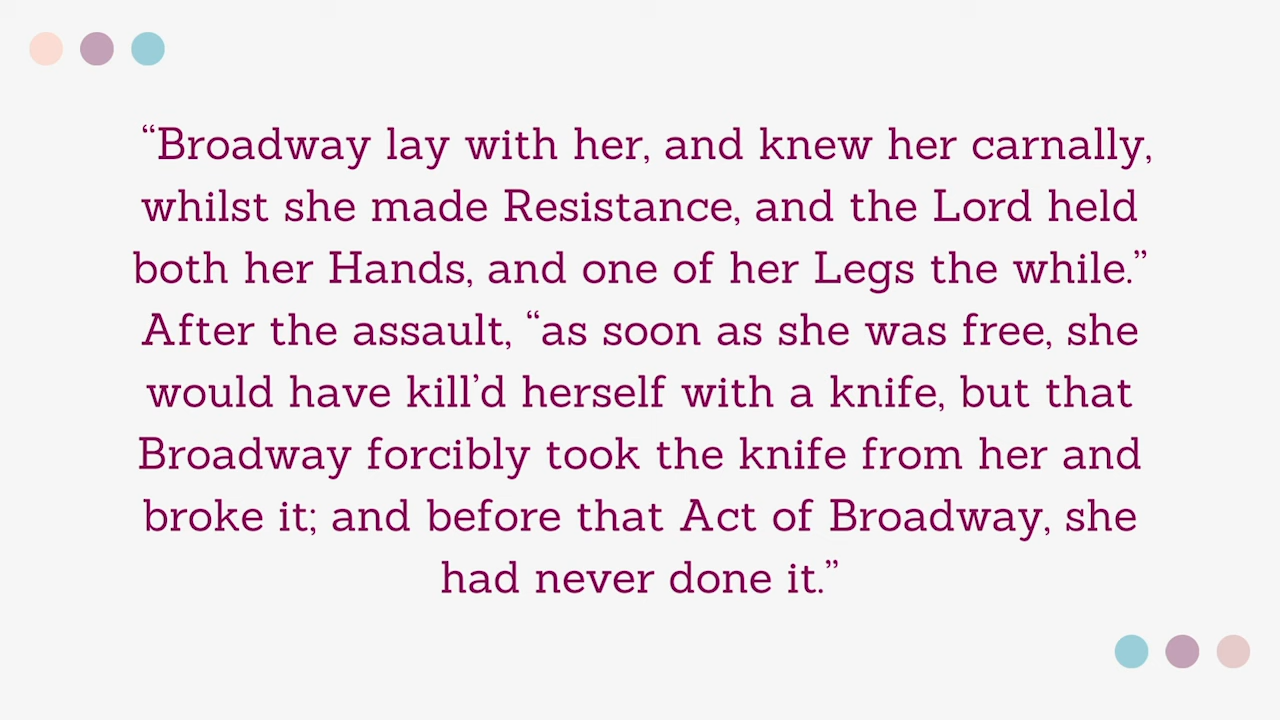 “Broadway lay with her, and knew her carnally,
whilst she made Resistance, and the Lord held
both her Hands, and one of her Legs the while.”
After the assault, “as soon as she was free, she
would have kill’d herself with a knife, but that
Broadway forcibly took the knife from her and
broke it; and before that Act of Broadway, she
had never done it.”